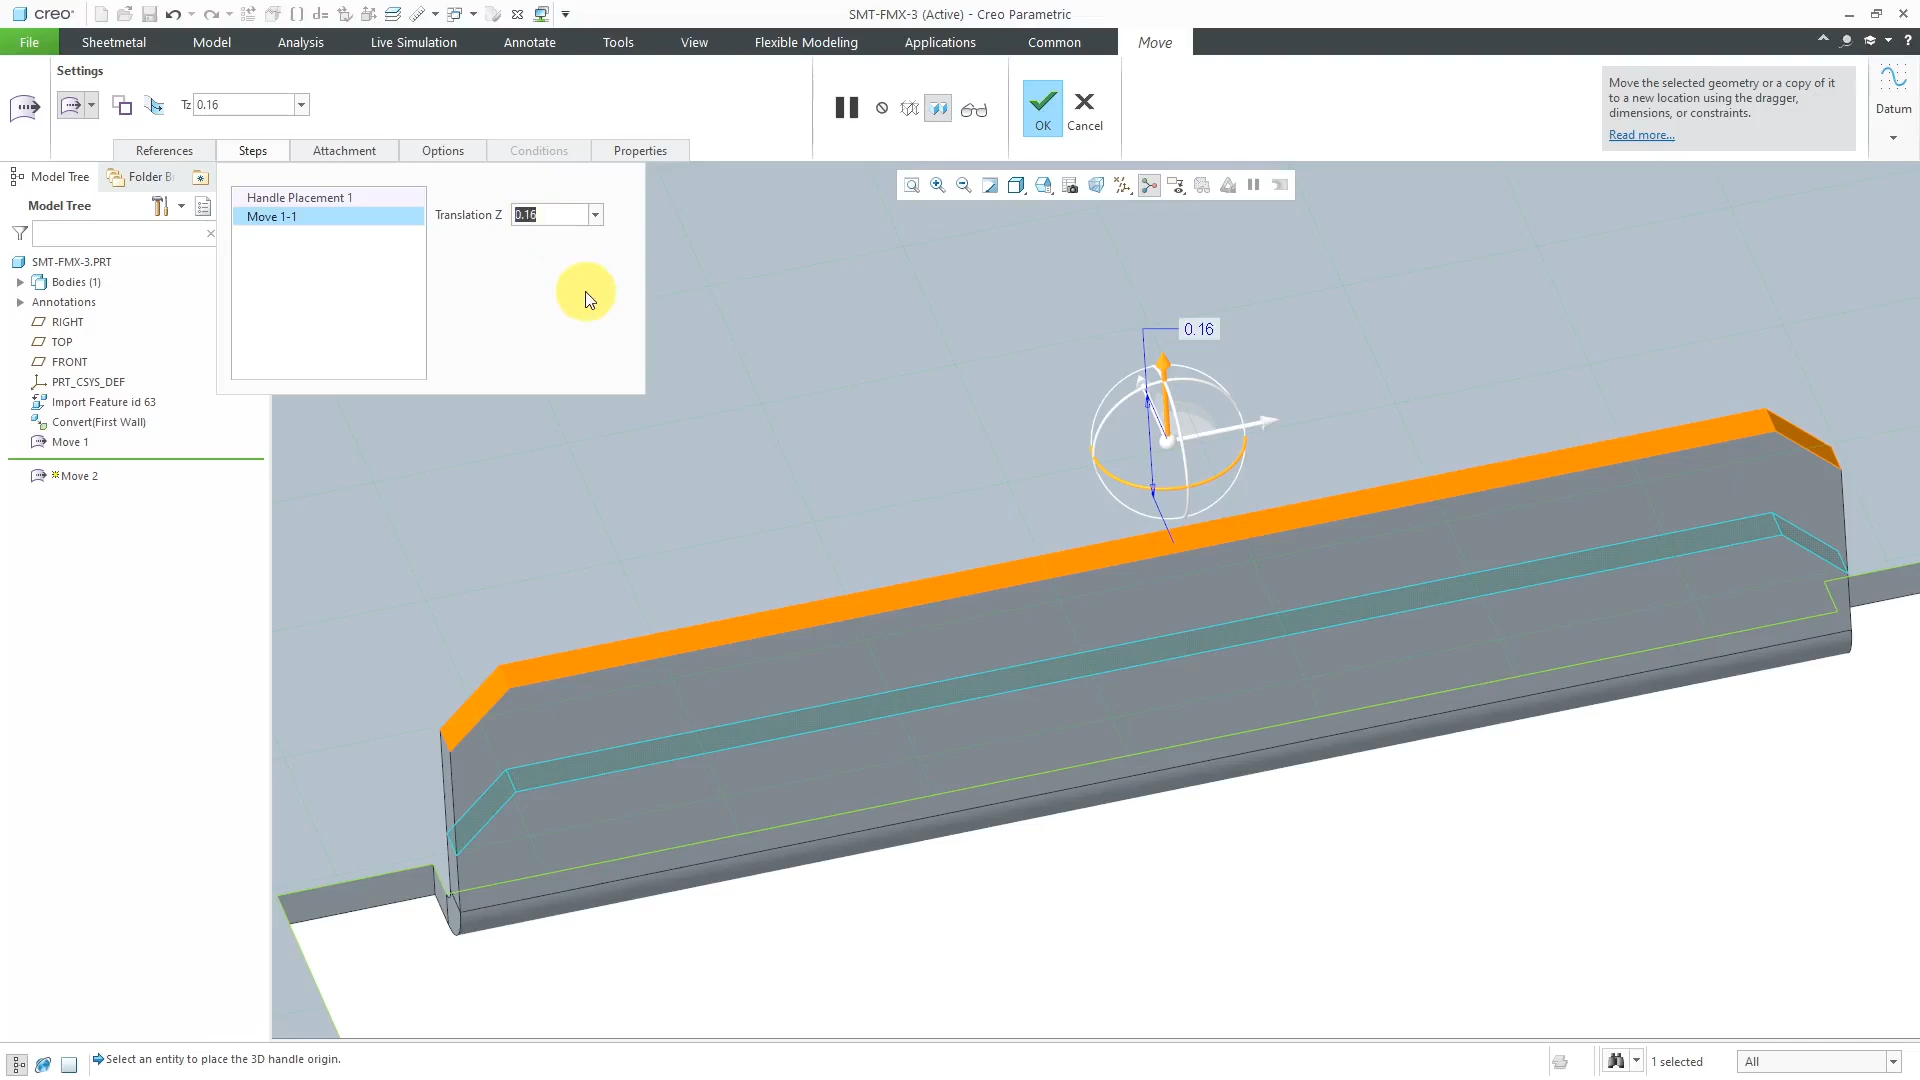 creo®
SMT-FMX-3 (Active) - Creo Parametric
File
Sheetmetal
Model
Analysis
Live Simulation
Annotate
Tools
View
Flexible Modeling
Applications
Common
Move
Settings
Tz 0.16
OK
Cancel
Move the selected geometry or a copy of it
to a new location using the dragger,
dimensions, or constraints.
Read more...
Datum
References
Steps
Attachment
Options
Conditions
Properties
Model Tree
Folder Br
Model Tree
Handle Placement 1
Move 1-1
Translation Z 0.16
SMT-FMX-3.PRT
Bodies (1)
Annotations
RIGHT
TOP
FRONT
PRT_CSYS_DEF
Import Feature id 63
Convert(First Wall)
Move 1
Move 2
0.16
Select an entity to place the 3D handle origin.
1 selected
All